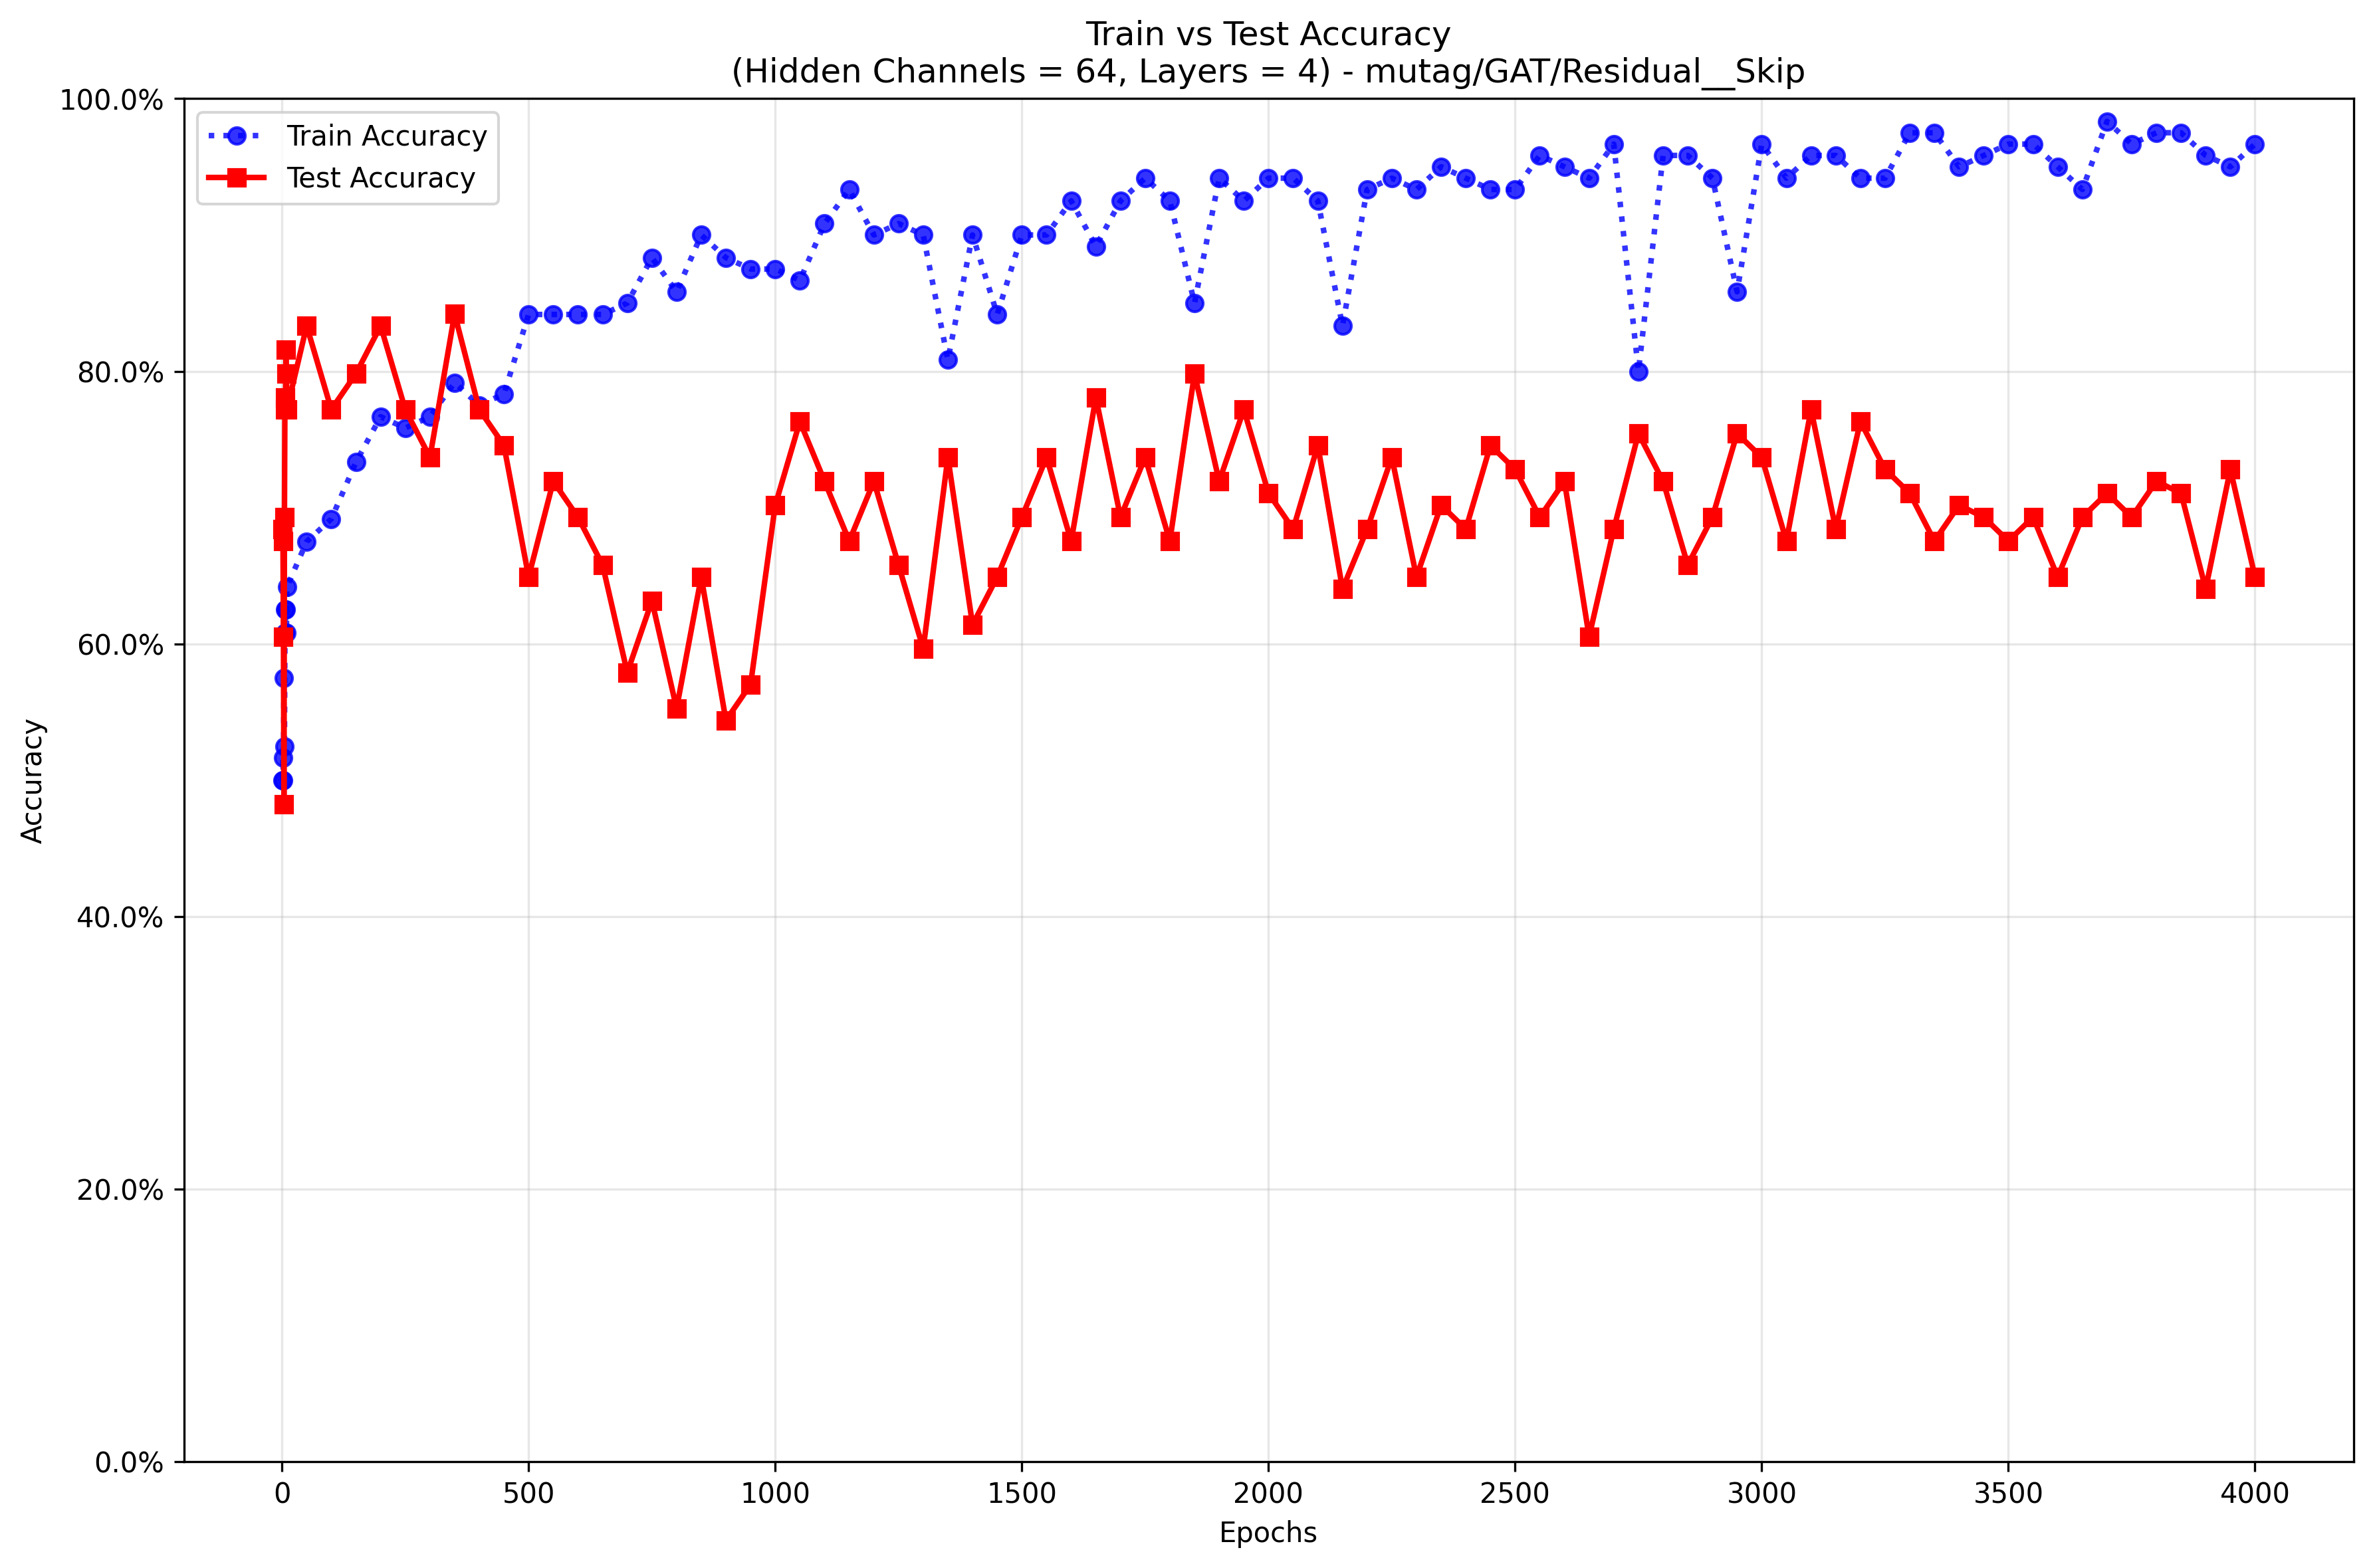 Train vs Test Accuracy
(Hidden Channels = 64, Layers = 4) - mutag/GAT/Residual__Skip
Train Accuracy
Test Accuracy
100.0%
80.0%
60.0%
40.0%
20.0%
0.0%
Accuracy
0 500 1000 1500 2000 2500 3000 3500 4000
Epochs